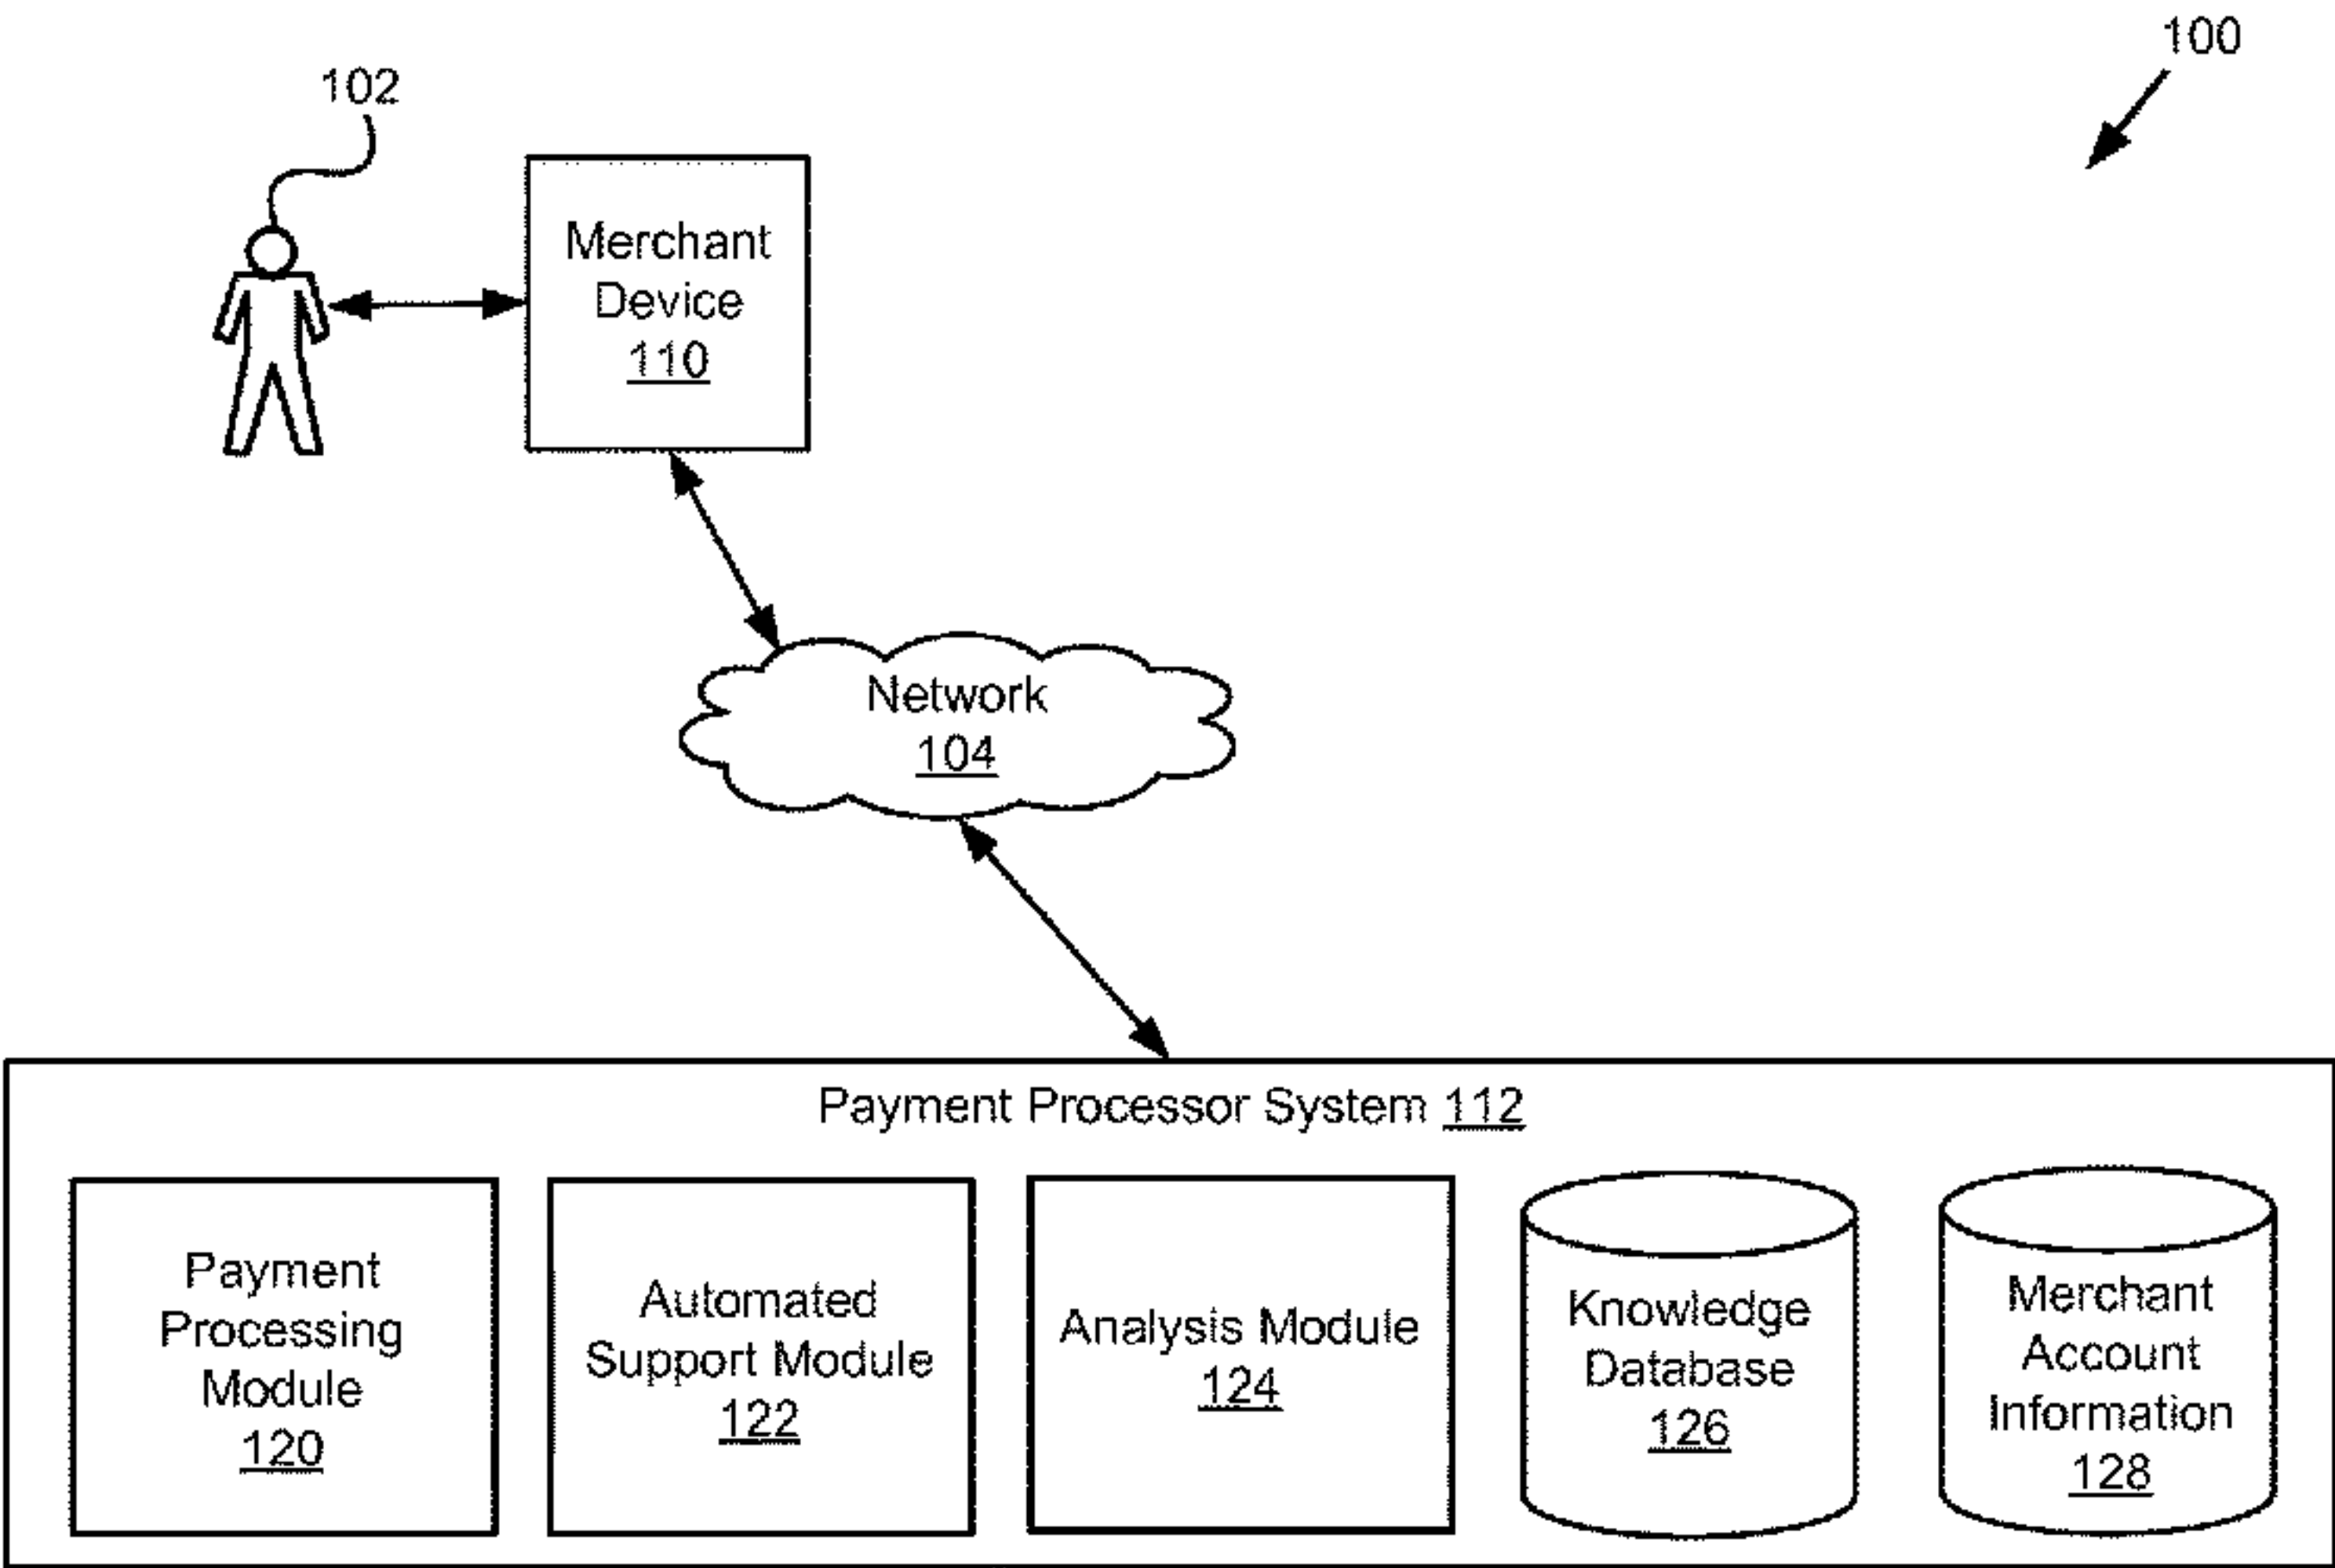 100
102
Merchant
Device
110
Network
104
Payment Processor System 112
Payment
Processing
Module
120
Automated
Support Module
122
Analysis Module
124
Knowledge
Database
126
Merchant
Account
Information
128